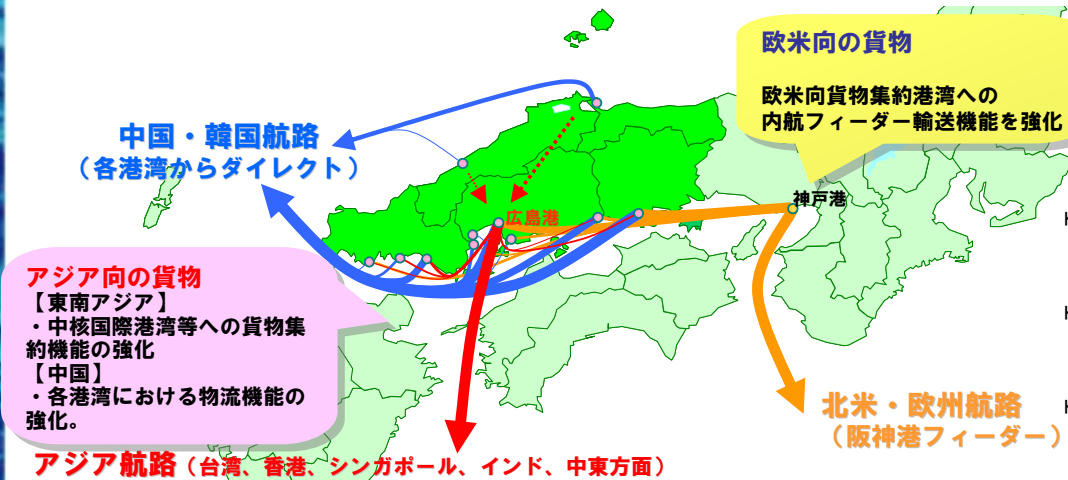 欧米向の貨物
欧米向貨物集約港湾への
内航フィーダー輸送機能を強化
中国・韓国航路
（各港湾からダイレクト）
神戸港
広島港
アジア向の貨物
【東南アジア】
・中核国際港湾等への貨物集
約機能の強化
【中国】
・各港湾における物流機能の
強化。
北米・欧州航路
（阪神港フィーダー）
アジア航路（台湾、香港、シンガポール、インド、中東方面）